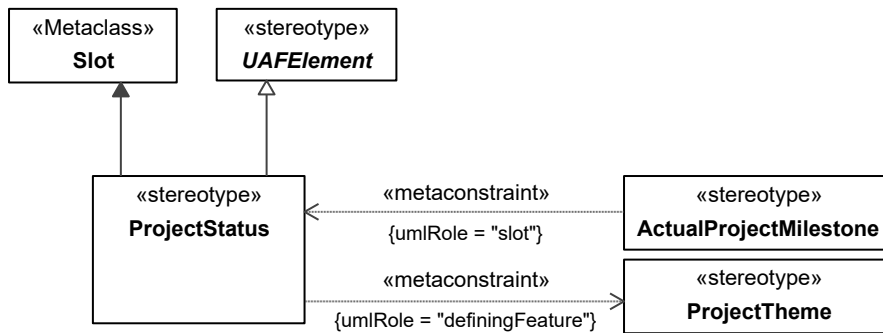 «Metaclass»
Slot
«stereotype»
UAFElement
«stereotype»
ProjectStatus
«metaconstraint»
{umlRole = "slot"}
«stereotype»
ActualProjectMilestone
«metaconstraint»
{umlRole = "definingFeature"}
«stereotype»
ProjectTheme